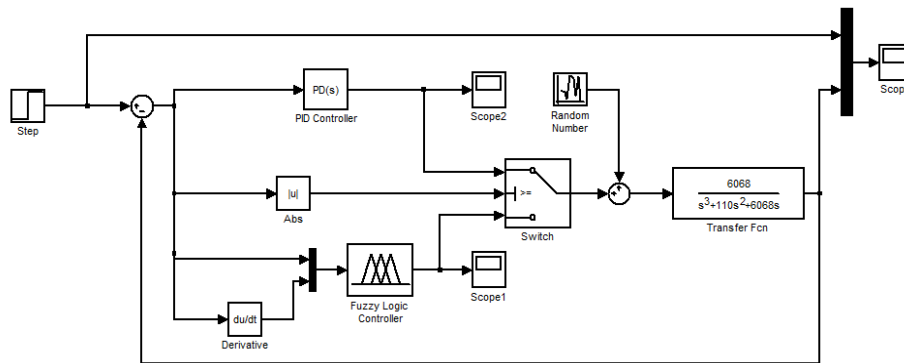 Step
PD(s)
PID Controller
Scope2
Random
Number
Scop
|u|
Abs
>=
Switch
6068
s³+110s²+6068s
Transfer Fcn
Fuzzy Logic
Controller
Scope1
du/dt
Derivative